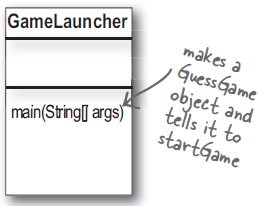 GameLauncher
main(String[] args)
makes a
GuessGame
object and
tells it to
startGame